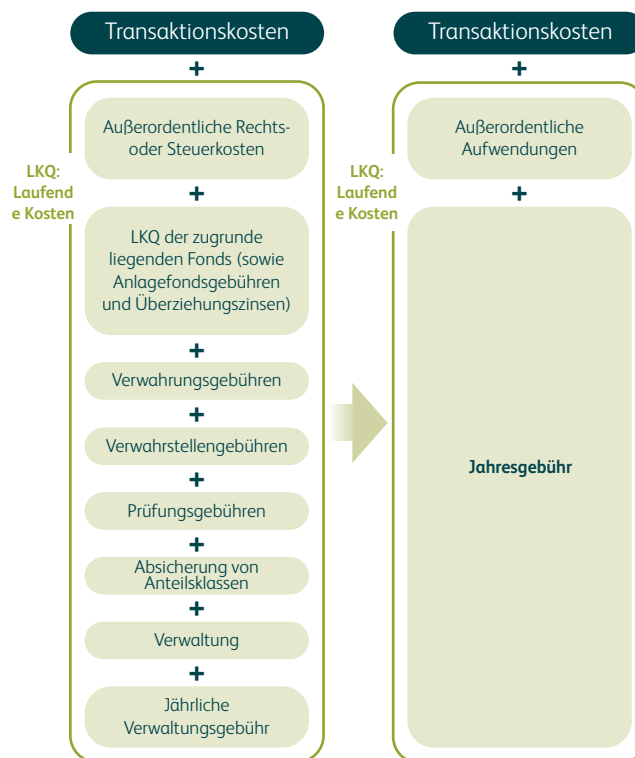 Transaktionskosten
+
LKQ:
Laufend
e Kosten
Außerordentliche Rechts-
oder Steuerkosten
+
LKQ der zugrunde
liegenden Fonds (sowie
Anlagefondsgebühren
und Überziehungszinsen)
+
Verwahrungsgebühren
+
Verwahrstellengebühren
+
Prüfungsgebühren
+
Absicherung von
Anteilsklassen
+
Verwaltung
+
Jährliche
Verwaltungsgebühr
Transaktionskosten
+
LKQ:
Laufend
e Kosten
Außerordentliche
Aufwendungen
+
Jahresgebühr